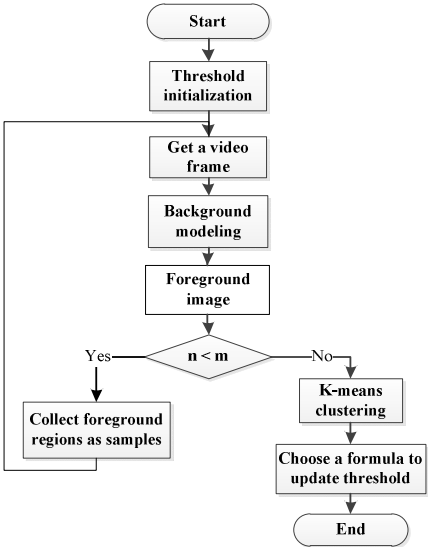 Start
Threshold
initialization
Get a video
frame
Background
modeling
Foreground
image
n < m
Yes
No
Collect foreground
regions as samples
K-means
clustering
Choose a formula to
update threshold
End